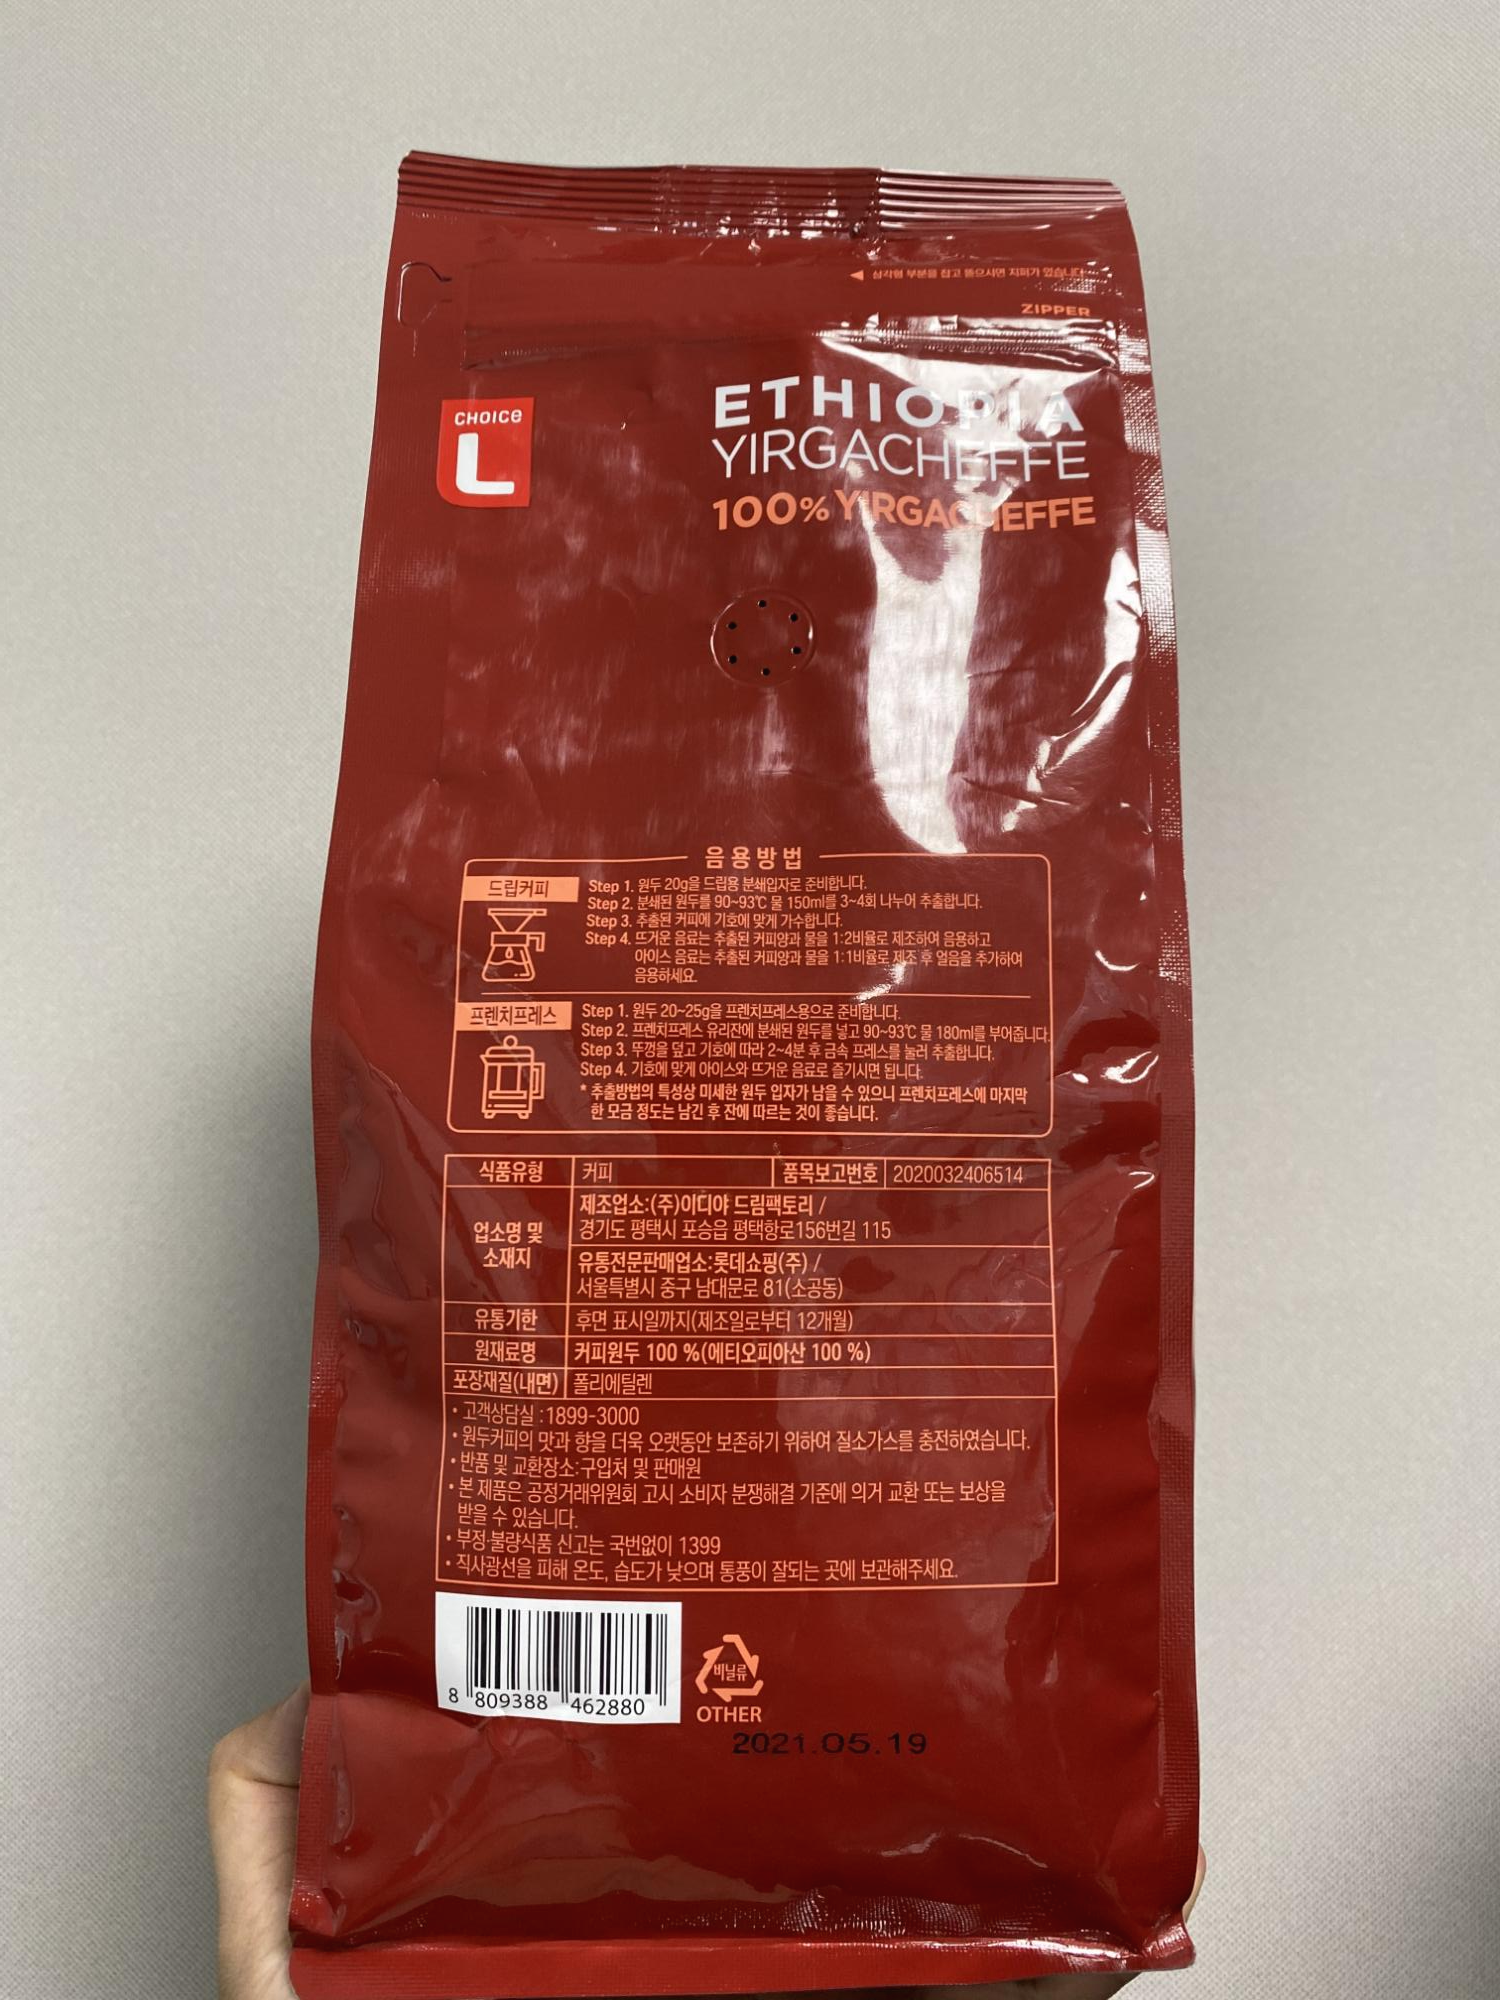 ◀ 삼각형 부분을 잡고 뜯으시면 지퍼가 있습니다
ZIPPER
CHOICe
L
ETHIOPIA
YIRGACHEFFE
100% YIRGACHEFFE
음용방법
드립커피
Step 1. 원두 20g을 드립용 분쇄입자로 준비합니다.
Step 2. 분쇄된 원두를 90~93℃ 물 150ml를 3~4회 나누어 추출합니다.
Step 3. 추출된 커피에 기호에 맞게 가수합니다.
Step 4. 뜨거운 음료는 추출된 커피양과 물을 1:2비율로 제조하여 음용하고
아이스 음료는 추출된 커피양과 물을 1:1비율로 제조 후 얼음을 추가하여
음용하세요.
프렌치프레스
Step 1. 원두 20~25g을 프렌치프레스용으로 준비합니다.
Step 2. 프렌치프레스 유리잔에 분쇄된 원두를 넣고 90~93℃ 물 180ml를 부어줍니다.
Step 3. 뚜껑을 덮고 기호에 따라 2~4분 후 금속 프레스를 눌러 추출합니다.
Step 4. 기호에 맞게 아이스와 뜨거운 음료로 즐기시면 됩니다.
* 추출방법의 특성상 미세한 원두 입자가 남을 수 있으니 프렌치프레스에 마지막
한 모금 정도는 남긴 후 잔에 따르는 것이 좋습니다.
식품유형 커피 품목보고번호 2020032406514
업소명 및
소재지
제조업소:(주)이디야 드림팩토리 /
경기도 평택시 포승읍 평택항로156번길 115
유통전문판매업소:롯데쇼핑(주) /
서울특별시 중구 남대문로 81(소공동)
유통기한 후면 표시일까지(제조일로부터 12개월)
원재료명 커피원두 100 %(에티오피아산 100 %)
포장재질(내면) 폴리에틸렌
• 고객상담실 : 1899-3000
• 원두커피의 맛과 향을 더욱 오랫동안 보존하기 위하여 질소가스를 충전하였습니다.
• 반품 및 교환장소:구입처 및 판매원
• 본 제품은 공정거래위원회 고시 소비자 분쟁해결 기준에 의거 교환 또는 보상을
받을 수 있습니다.
• 부정·불량식품 신고는 국번없이 1399
• 직사광선을 피해 온도, 습도가 낮으며 통풍이 잘되는 곳에 보관해주세요.
8 809388 462880
비닐류
OTHER
2021.05.19